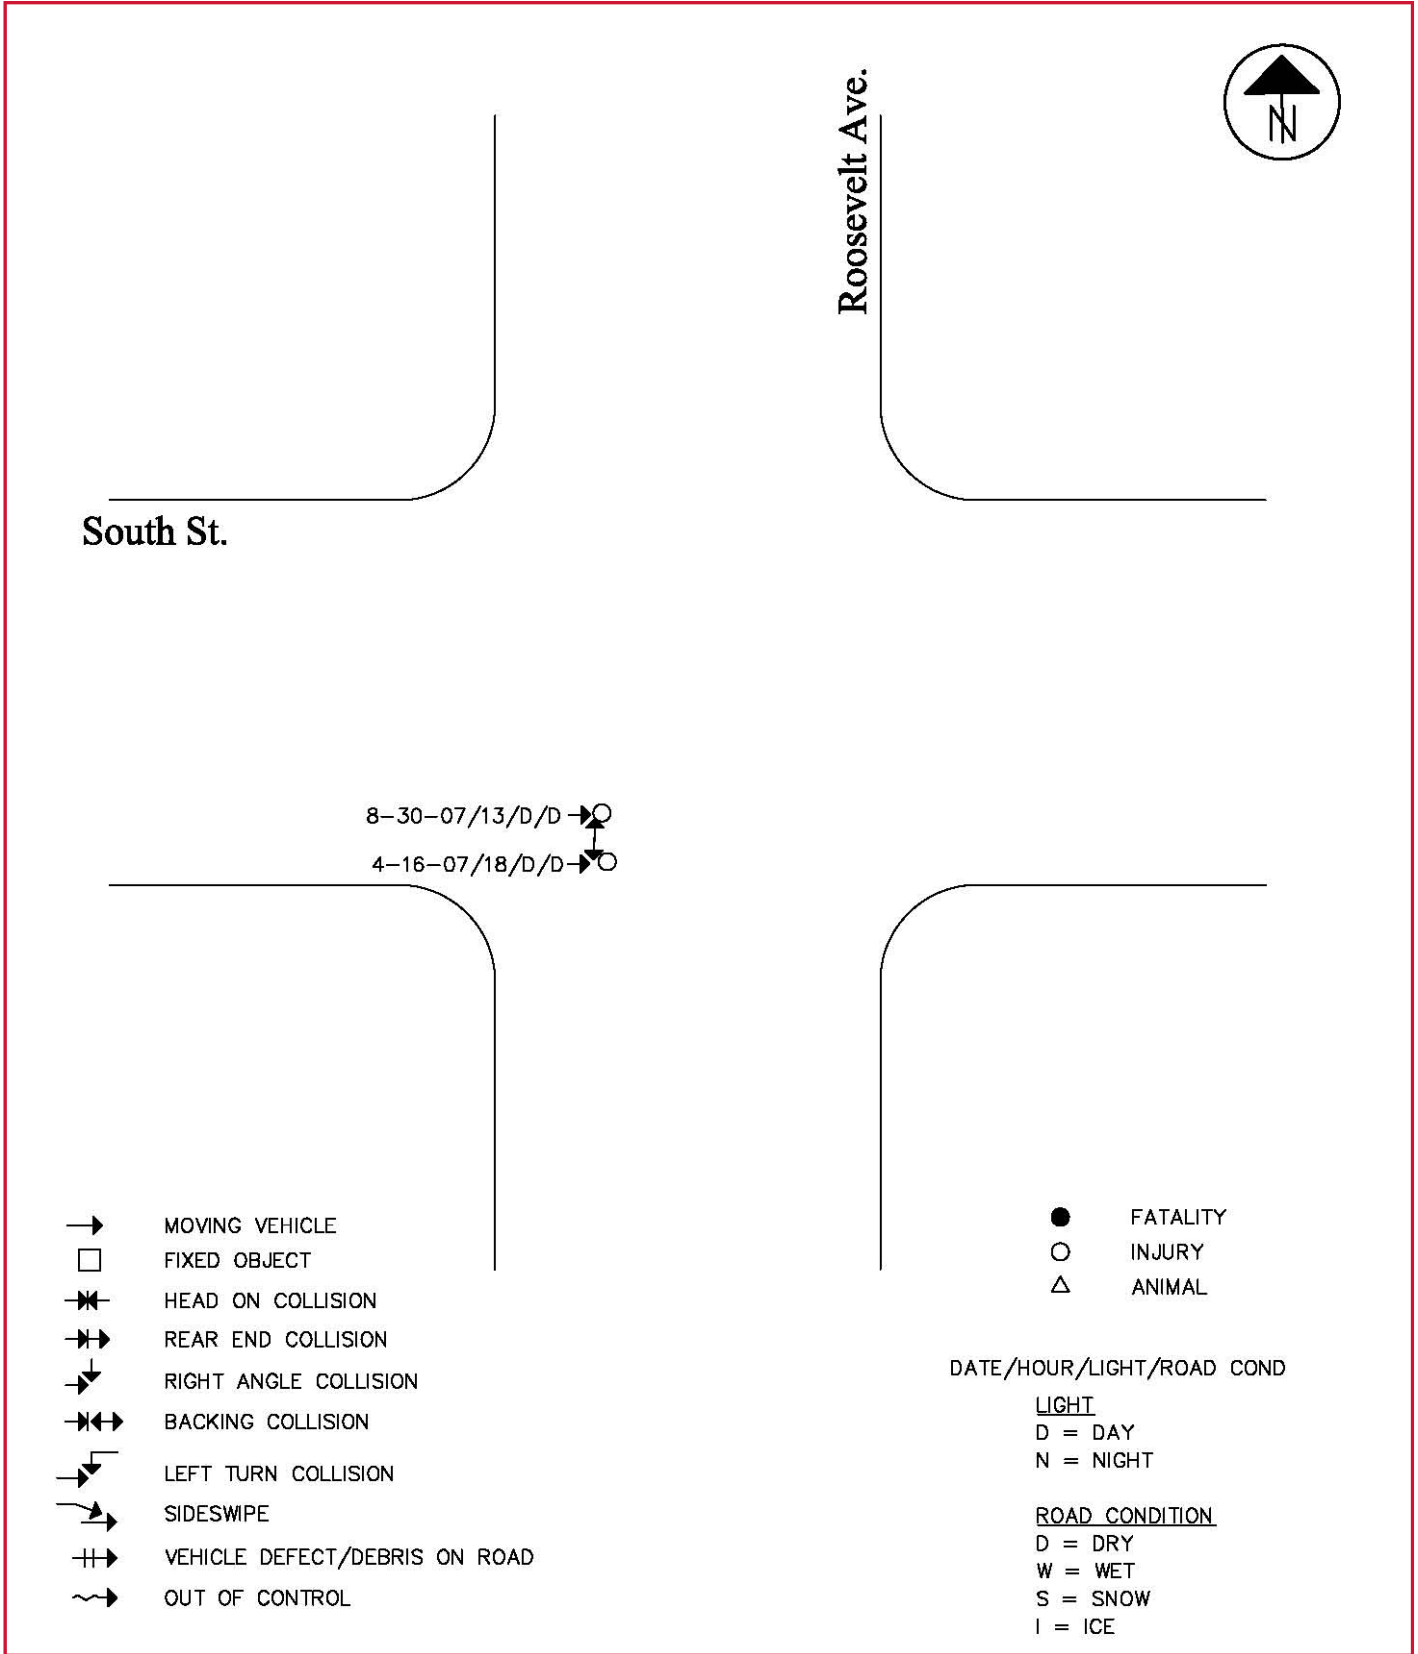 N
Roosevelt Ave.
South St.
8-30-07/13/D/D
4-16-07/18/D/D
MOVING VEHICLE
FIXED OBJECT
HEAD ON COLLISION
REAR END COLLISION
RIGHT ANGLE COLLISION
BACKING COLLISION
LEFT TURN COLLISION
SIDESWIPE
VEHICLE DEFECT/DEBRIS ON ROAD
OUT OF CONTROL
FATALITY
INJURY
ANIMAL
DATE/HOUR/LIGHT/ROAD COND
LIGHT
D = DAY
N = NIGHT
ROAD CONDITION
D = DRY
W = WET
S = SNOW
I = ICE